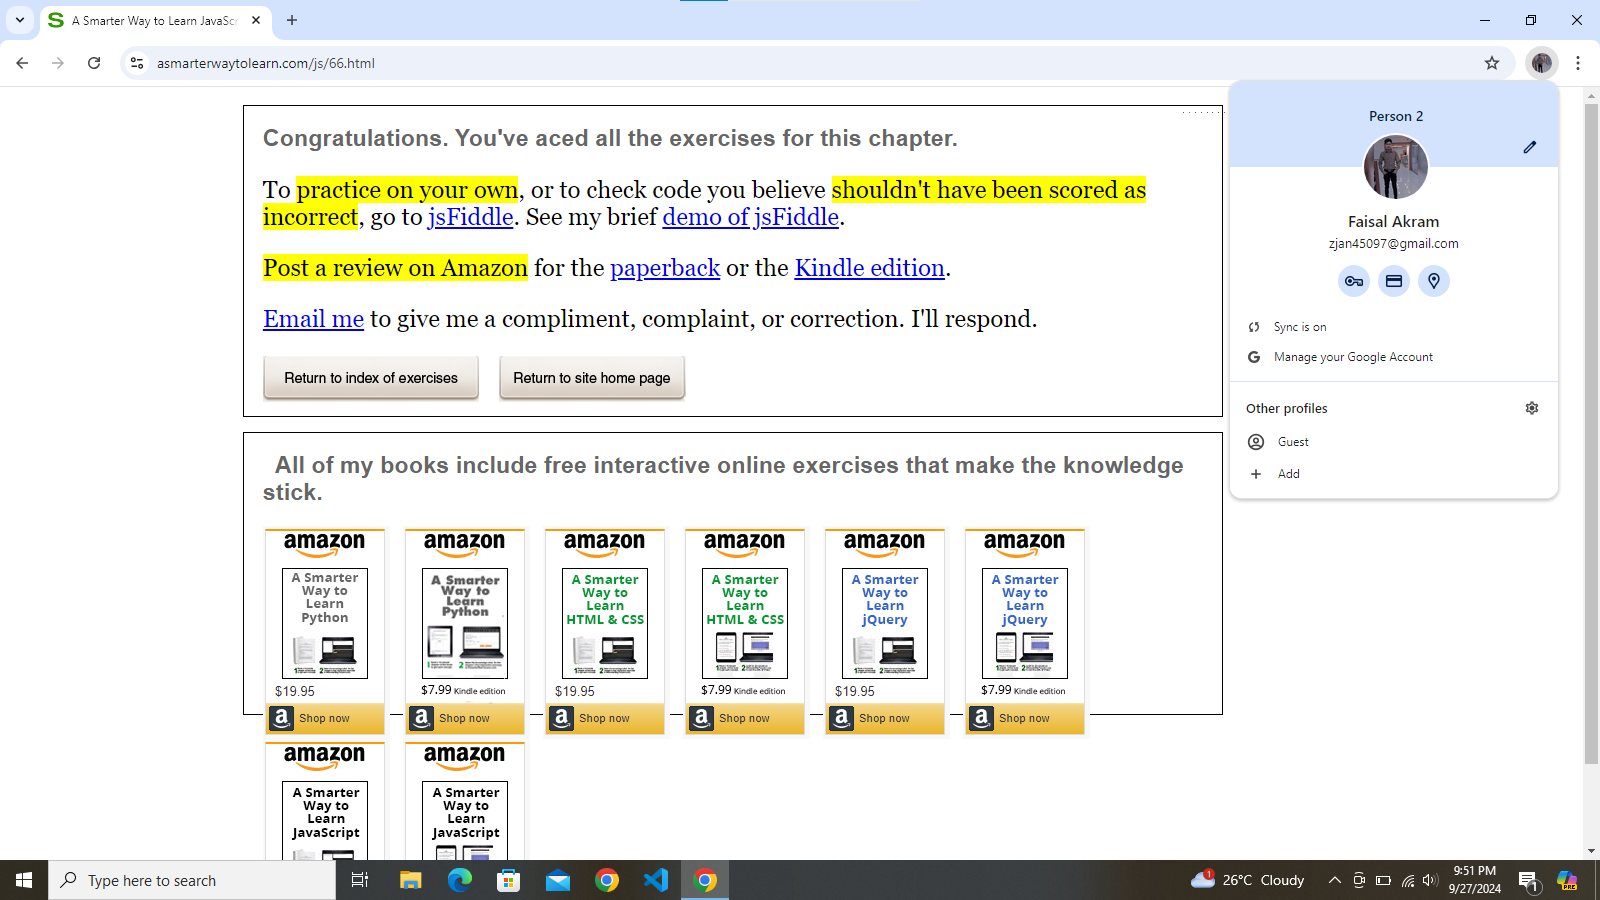 A Smarter Way to Learn JavaSc
asmarterwaytolearn.com/js/66.html
Congratulations. You've aced all the exercises for this chapter.
To practice on your own, or to check code you believe shouldn't have been scored as
incorrect, go to jsFiddle. See my brief demo of jsFiddle.
Post a review on Amazon for the paperback or the Kindle edition.
Email me to give me a compliment, complaint, or correction. I'll respond.
Return to index of exercises
Return to site home page
Person 2
Faisal Akram
zjan45097@gmail.com
Sync is on
Manage your Google Account
Other profiles
Guest
Add
All of my books include free interactive online exercises that make the knowledge
stick.
amazon
A Smarter
Way to
Learn
Python
$19.95
Shop now
amazon
A Smarter
Way to
Learn
Python
$7.99 Kindle edition
Shop now
amazon
A Smarter
Way to
Learn
HTML & CSS
$19.95
Shop now
amazon
A Smarter
Way to
Learn
HTML & CSS
$7.99 Kindle edition
Shop now
amazon
A Smarter
Way to
Learn
jQuery
$19.95
Shop now
amazon
A Smarter
Way to
Learn
jQuery
$7.99 Kindle edition
Shop now
amazon
A Smarter
Way to
Learn
JavaScript
amazon
A Smarter
Way to
Learn
JavaScript
Type here to search
1
26°C Cloudy
9:51 PM
9/27/2024
1
PRE